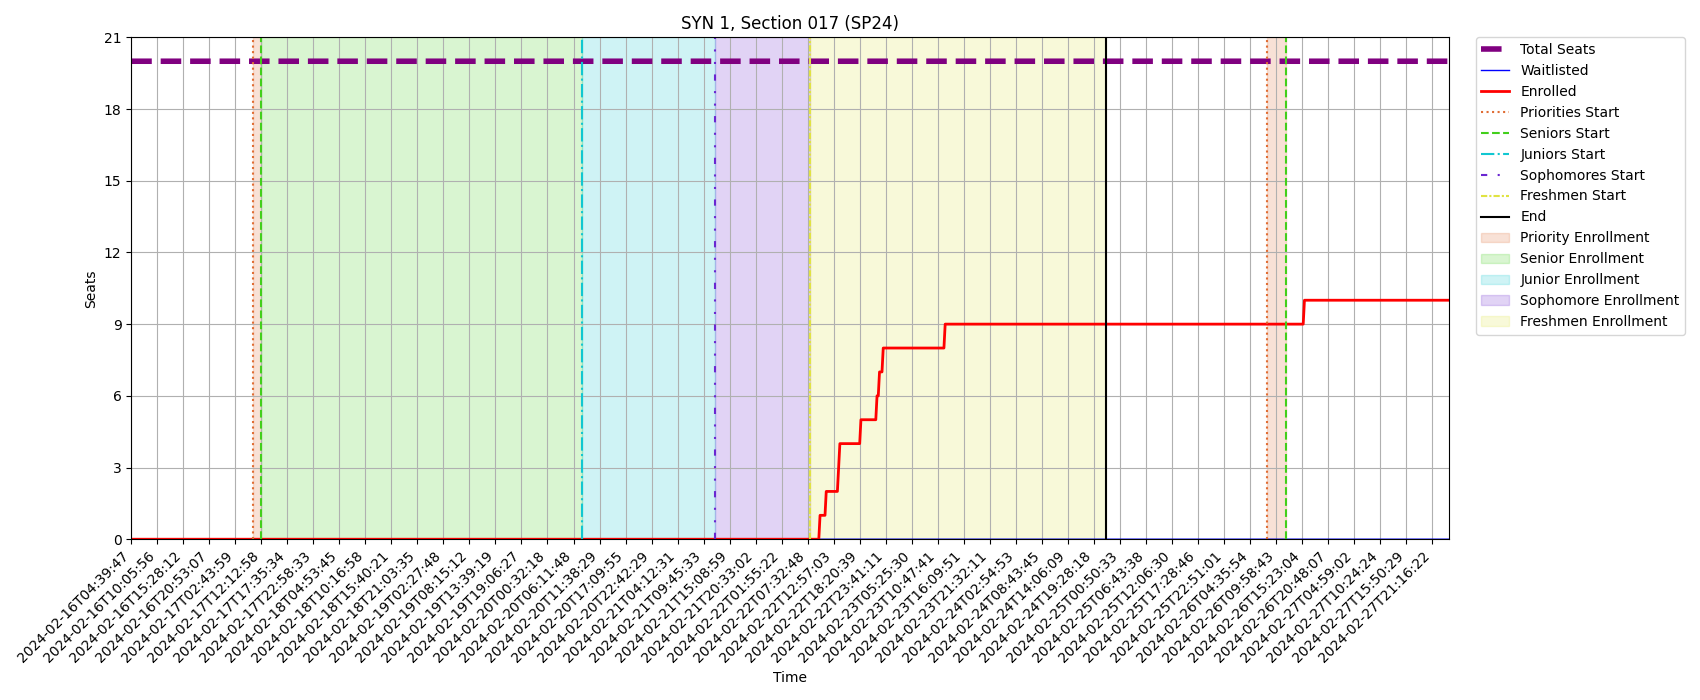 SYN 1, Section 017 (SP24)
Seats
21
18
15
12
9
6
3
0
2024-02-16T04:39:47
2024-02-16T10:05:56
2024-02-16T15:28:12
2024-02-16T20:53:07
2024-02-17T02:43:59
2024-02-17T12:12:58
2024-02-17T17:35:34
2024-02-17T22:58:33
2024-02-18T04:53:45
2024-02-18T10:16:58
2024-02-18T15:40:21
2024-02-18T21:03:35
2024-02-19T02:27:48
2024-02-19T08:15:12
2024-02-19T13:39:19
2024-02-19T19:06:27
2024-02-20T00:32:18
2024-02-20T06:11:48
2024-02-20T11:38:29
2024-02-20T17:09:55
2024-02-20T22:42:29
2024-02-21T04:12:31
2024-02-21T09:45:33
2024-02-21T15:08:59
2024-02-21T20:33:02
2024-02-22T01:55:22
2024-02-22T07:32:48
2024-02-22T12:57:03
2024-02-22T18:20:39
2024-02-22T23:41:11
2024-02-23T05:25:30
2024-02-23T10:47:41
2024-02-23T16:09:51
2024-02-23T21:32:11
2024-02-24T02:54:53
2024-02-24T08:43:45
2024-02-24T14:06:09
2024-02-24T19:28:18
2024-02-25T00:50:33
2024-02-25T06:43:38
2024-02-25T12:06:30
2024-02-25T17:28:46
2024-02-25T22:51:01
2024-02-26T04:35:54
2024-02-26T09:58:43
2024-02-26T15:23:04
2024-02-26T20:48:07
2024-02-27T04:59:02
2024-02-27T10:24:24
2024-02-27T15:50:29
2024-02-27T21:16:22
Time
Total Seats
Waitlisted
Enrolled
Priorities Start
Seniors Start
Juniors Start
Sophomores Start
Freshmen Start
End
Priority Enrollment
Senior Enrollment
Junior Enrollment
Sophomore Enrollment
Freshmen Enrollment